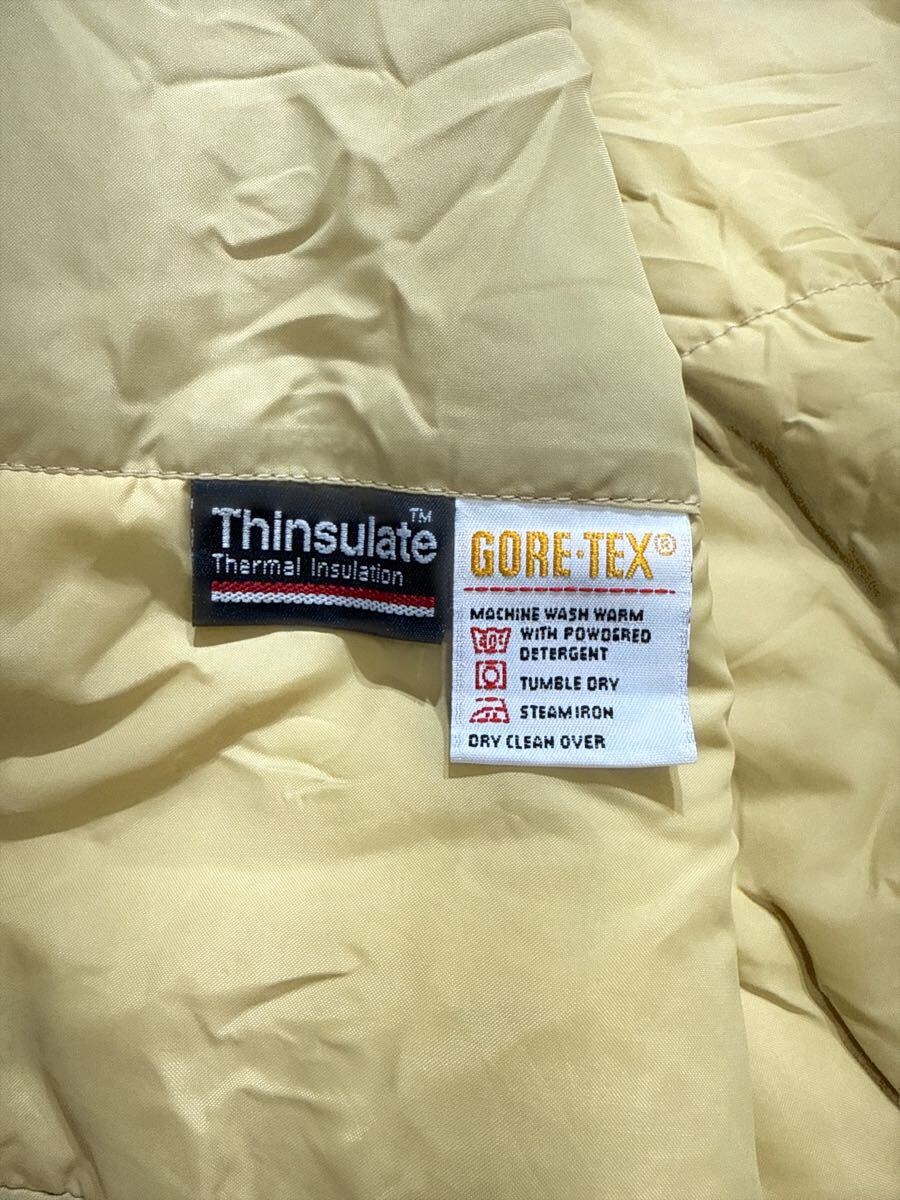 Thinsulate™
Thermal Insulation
GORE-TEX®
MACHINE WASH WARM
WITH POWDERED
DETERGENT
TUMBLE DRY
STEAM IRON
DRY CLEAN OVER